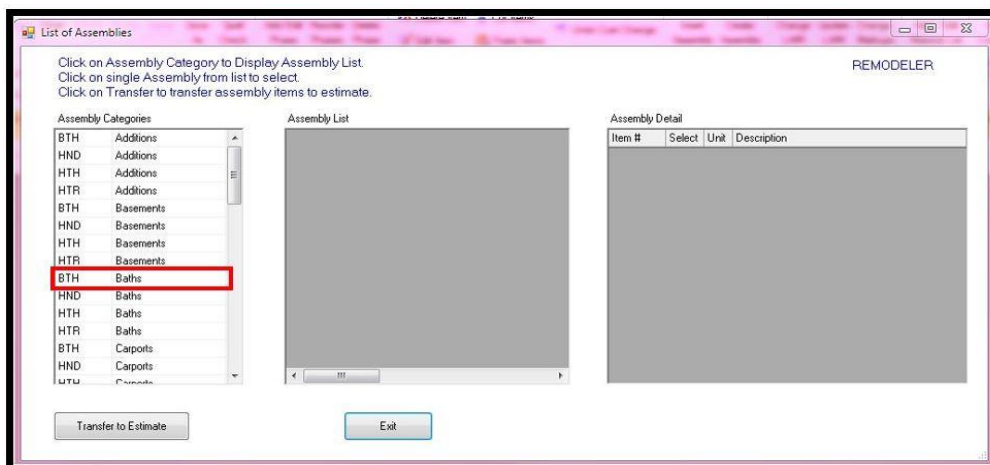 List of Assemblies
Click on Assembly Category to Display Assembly List.
Click on single Assembly from list to select.
Click on Transfer to transfer assembly items to estimate.
REMODELER
Assembly Categories
BTH Additions
HND Additions
HTH Additions
HTR Additions
BTH Basements
HND Basements
HTH Basements
HTR Basements
BTH Baths
HND Baths
HTH Baths
HTR Baths
BTH Carports
HND Carports
HTH Carports
Assembly List
Assembly Detail
Item # Select Unit Description
Transfer to Estimate
Exit